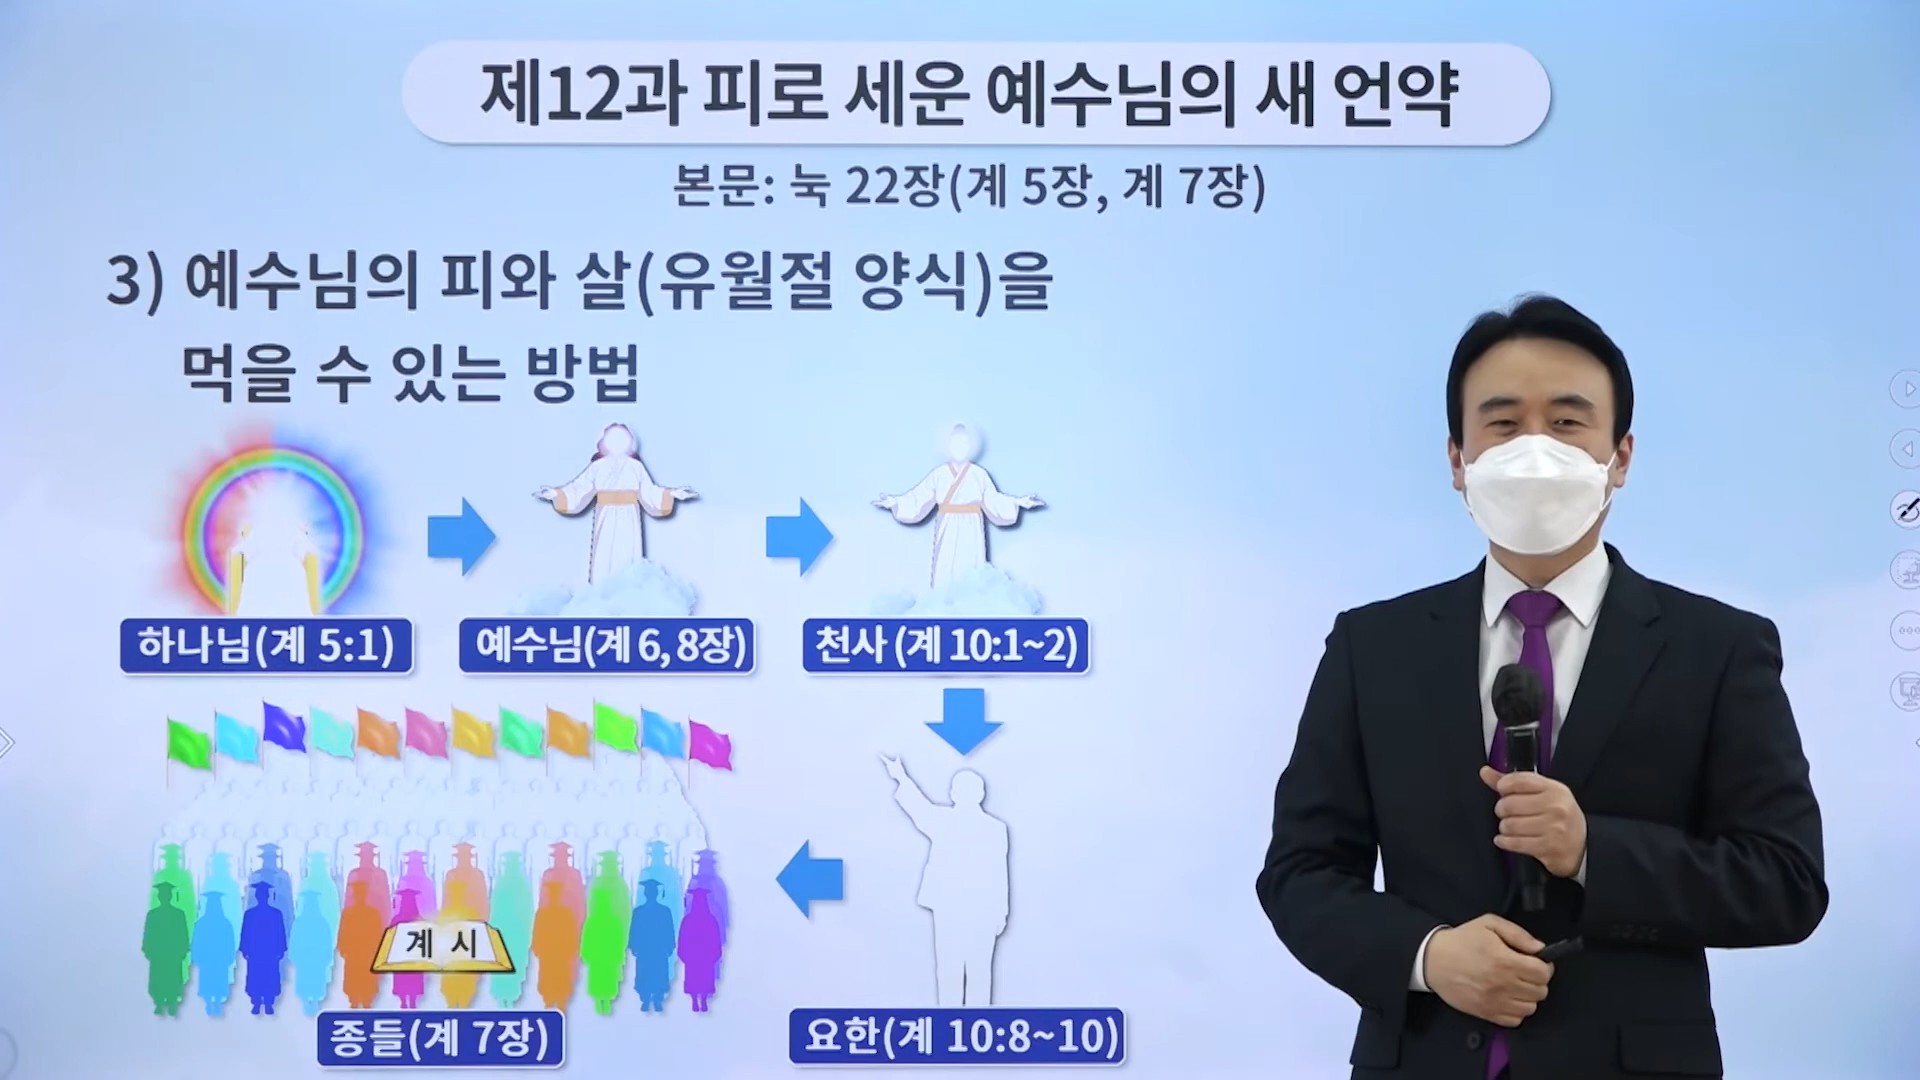 제12과 피로 세운 예수님의 새 언약
본문: 눅 22장(계 5장, 계 7장)
3) 예수님의 피와 살(유월절 양식)을
먹을 수 있는 방법
하나님(계 5:1)
예수님(계 6, 8장)
천사 (계 10:1~2)
계 시
종들(계 7장)
요한(계 10:8~10)